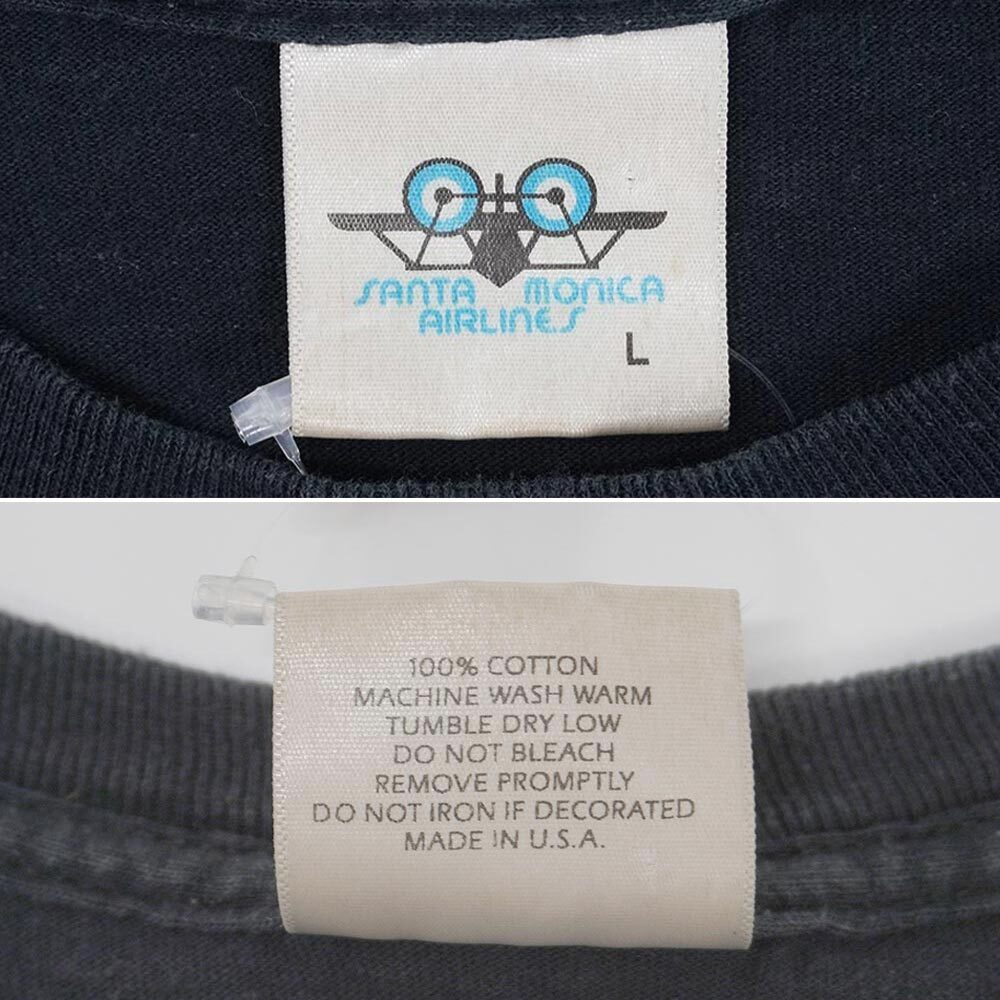 SANTA MONICA
AIRLINES
L
100% COTTON
MACHINE WASH WARM
TUMBLE DRY LOW
DO NOT BLEACH
REMOVE PROMPTLY
DO NOT IRON IF DECORATED
MADE IN U.S.A.